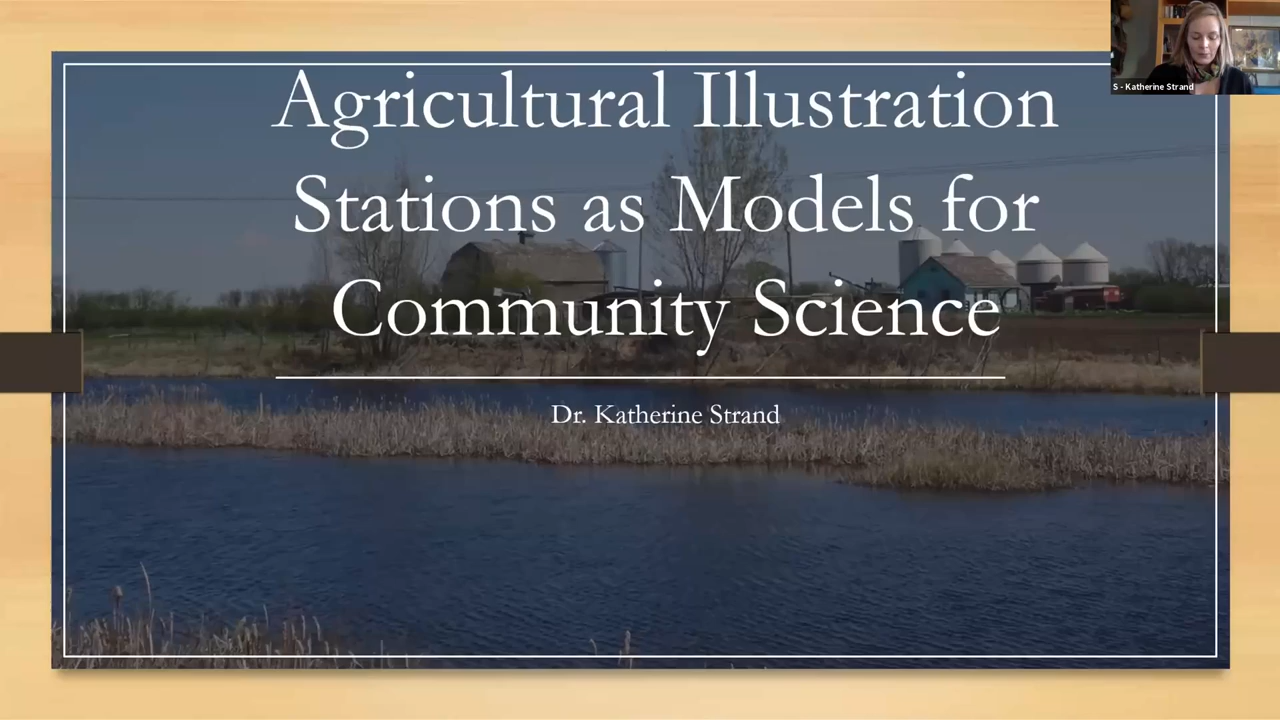 S - Katherine Strand
Agricultural Illustration
Stations as Models for
Community Science
Dr. Katherine Strand